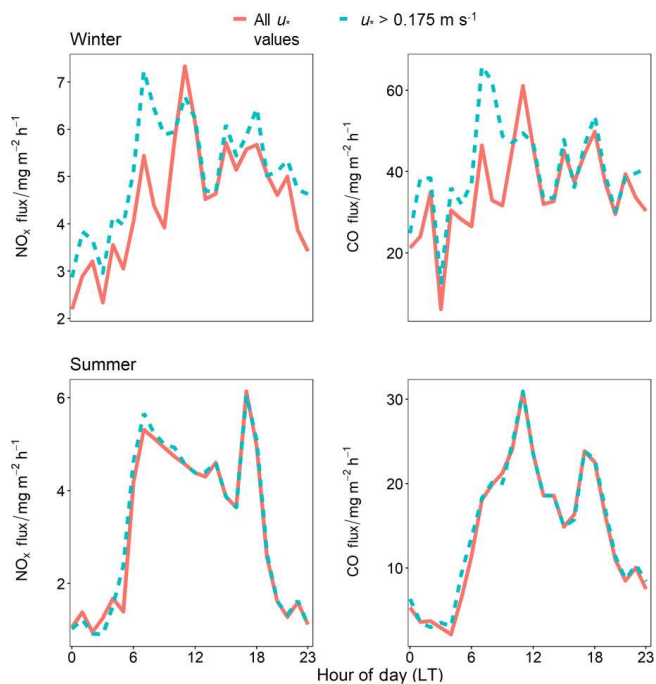 All u* values
u* > 0.175 m s⁻¹
Winter
NOx flux/mg m⁻² h⁻¹
7
6
5
4
3
2
CO flux/mg m⁻² h⁻¹
60
40
20
Summer
NOx flux/mg m⁻² h⁻¹
6
4
2
0 6 12 18 23
CO flux/mg m⁻² h⁻¹
30
20
10
0 6 12 18 23
Hour of day (LT)